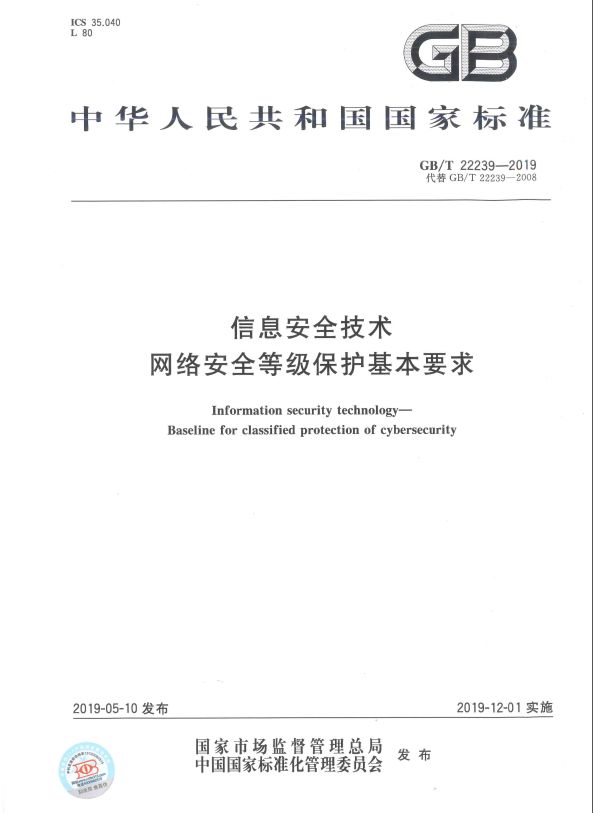 ICS 35.040
L 80
GB
中华人民共和国国家标准
GB/T 22239—2019
代替 GB/T 22239—2008
信息安全技术
网络安全等级保护基本要求
Information security technology—
Baseline for classified protection of cybersecurity
2019-05-10 发布
2019-12-01 实施
国家市场监督管理总局
中国国家标准化管理委员会
发布